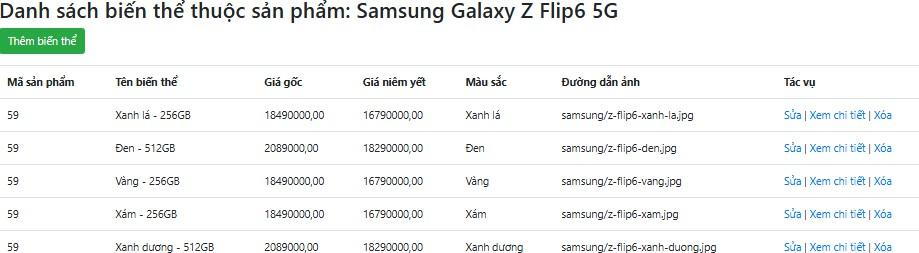 Danh sách biến thể thuộc sản phẩm: Samsung Galaxy Z Flip6 5G
Thêm biến thể
Mã sản phẩm Tên biến thể Giá gốc Giá niêm yết Màu sắc Đường dẫn ảnh Tác vụ
59 Xanh lá - 256GB 18490000,00 16790000,00 Xanh lá samsung/z-flip6-xanh-la.jpg Sửa | Xem chi tiết | Xóa
59 Đen - 512GB 2089000,00 18290000,00 Đen samsung/z-flip6-den.jpg Sửa | Xem chi tiết | Xóa
59 Vàng - 256GB 18490000,00 16790000,00 Vàng samsung/z-flip6-vang.jpg Sửa | Xem chi tiết | Xóa
59 Xám - 256GB 18490000,00 16790000,00 Xám samsung/z-flip6-xam.jpg Sửa | Xem chi tiết | Xóa
59 Xanh dương - 512GB 2089000,00 18290000,00 Xanh dương samsung/z-flip6-xanh-duong.jpg Sửa | Xem chi tiết | Xóa